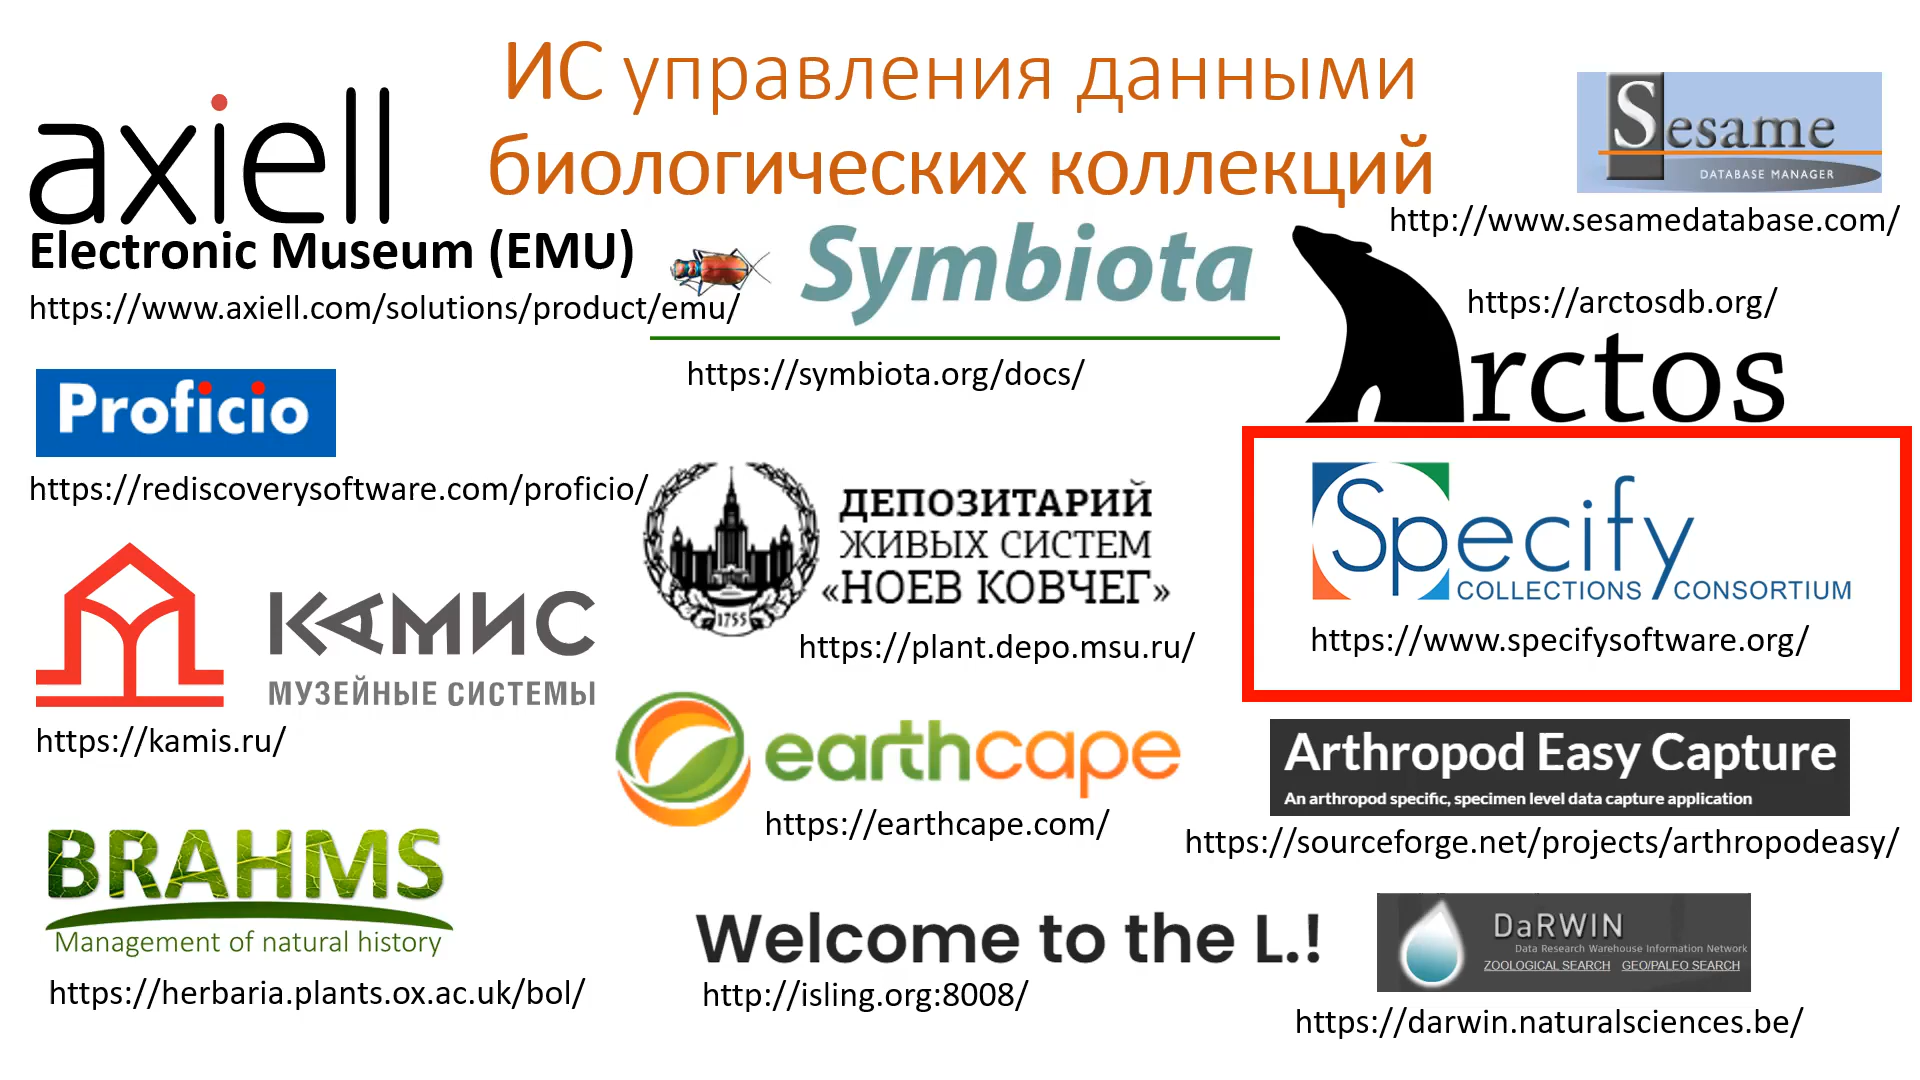 ИС управления данными
биологических коллекций
axiell
Electronic Museum (EMU)
https://www.axiell.com/solutions/product/emu/
Symbiota
https://symbiota.org/docs/
Sesame
DATABASE MANAGER
http://www.sesamedatabase.com/
https://arctosdb.org/
Arctos
Proficio
https://rediscoverysoftware.com/proficio/
ДЕПОЗИТАРИЙ
ЖИВЫХ СИСТЕМ
«НОЕВ КОВЧЕГ»
1755
https://plant.depo.msu.ru/
Specify
COLLECTIONS CONSORTIUM
https://www.specifysoftware.org/
КАМИС
МУЗЕЙНЫЕ СИСТЕМЫ
https://kamis.ru/
earthcape
https://earthcape.com/
Arthropod Easy Capture
An arthropod specific, specimen level data capture application
https://sourceforge.net/projects/arthropodeasy/
BRAHMS
Management of natural history
https://herbaria.plants.ox.ac.uk/bol/
Welcome to the L.!
http://isling.org:8008/
DaRWIN
Data Research Warehouse Information Network
ZOOLOGICAL SEARCH GEO/PALEO SEARCH
https://darwin.naturalsciences.be/